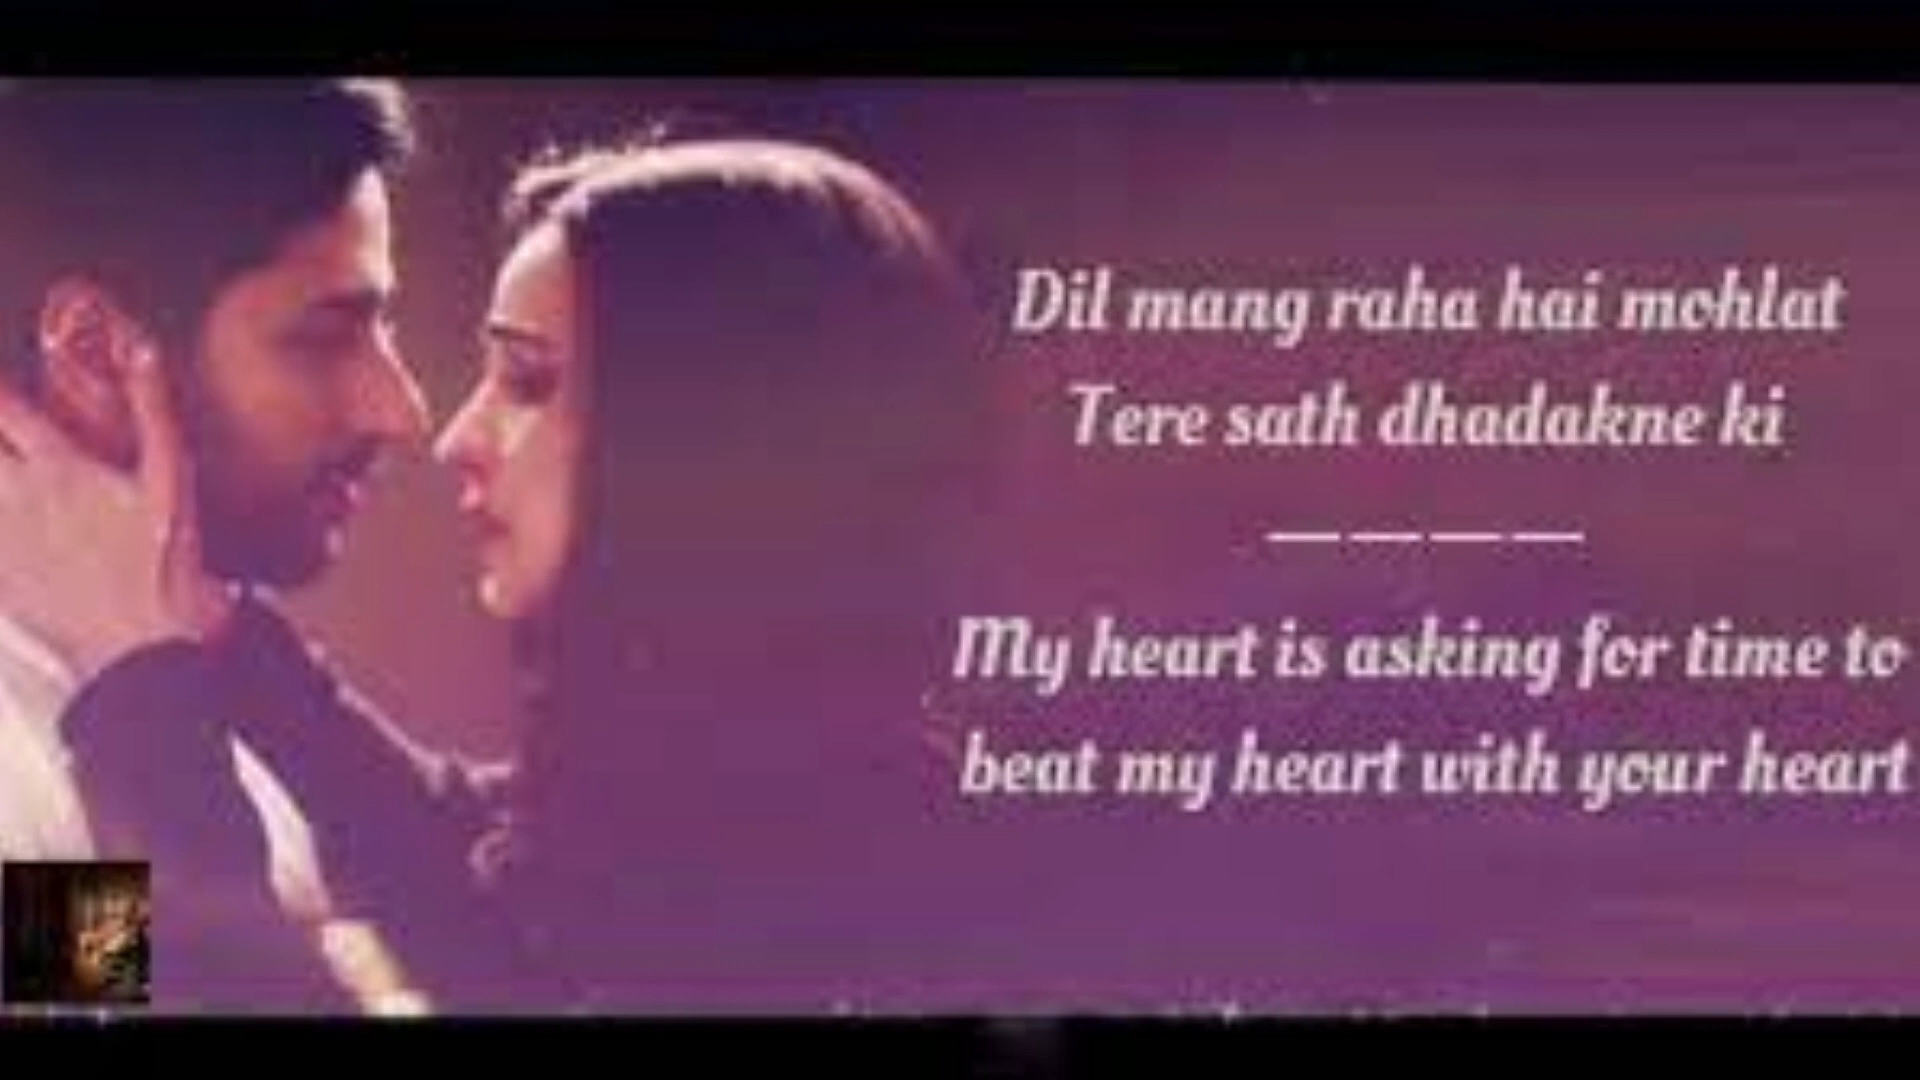 Dil mang raha hai mohlat
Tere sath dhadakne ki
My heart is asking for time to
beat my heart with your heart